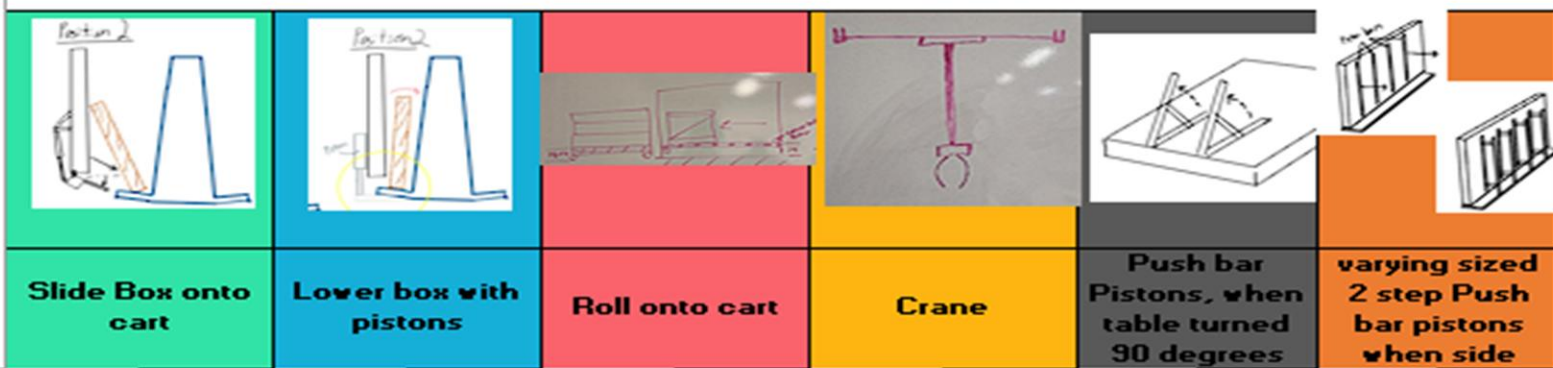 Position 2
Position 2
Slide Box onto
cart
Lower box with
pistons
Roll onto cart
Crane
Push bar
Pistons, when
table turned
90 degrees
varying sized
2 step Push
bar pistons
when side